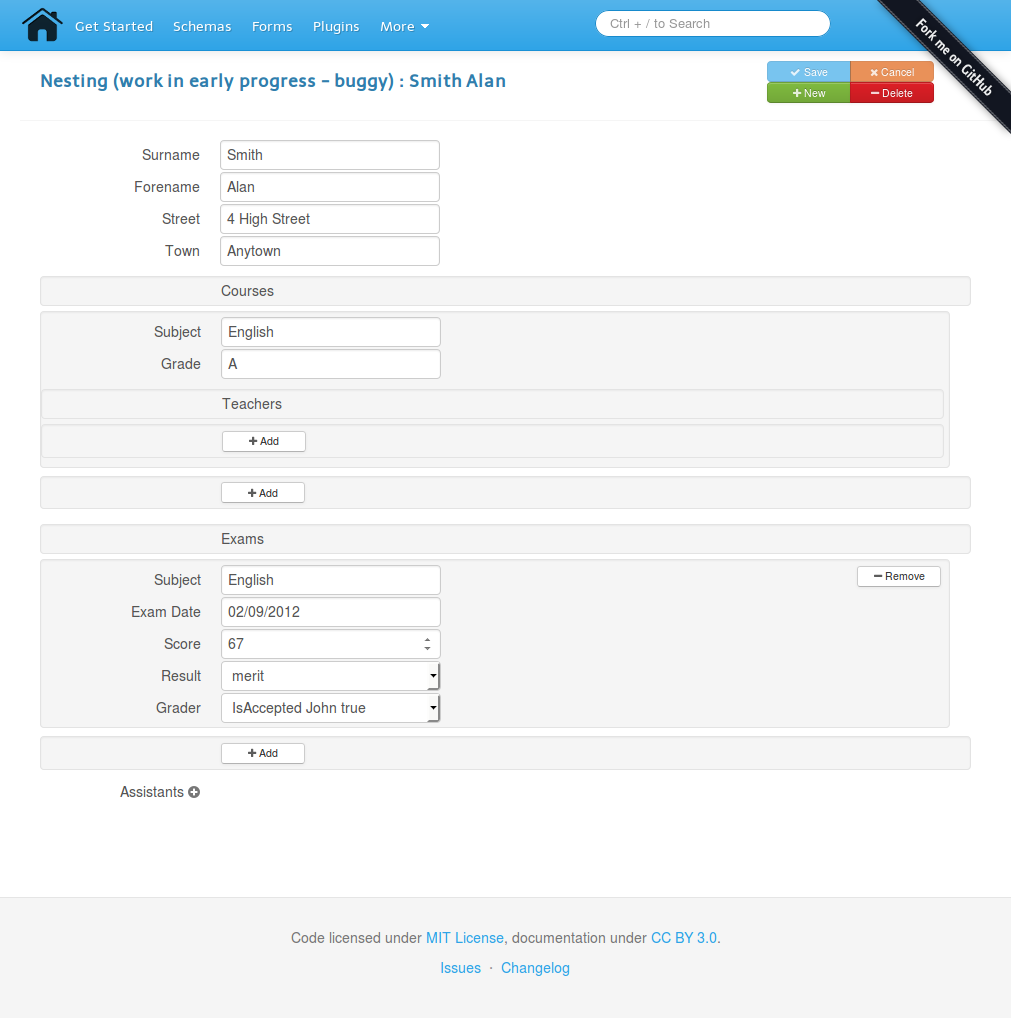 Get Started Schemas Forms Plugins More Ctrl + / to Search
Fork me on GitHub
Nesting (work in early progress - buggy) : Smith Alan
Save Cancel
New Delete
Surname Smith
Forename Alan
Street 4 High Street
Town Anytown
Courses
Subject English
Grade A
Teachers
Add
Add
Exams
Subject English Remove
Exam Date 02/09/2012
Score 67
Result merit
Grader IsAccepted John true
Add
Assistants
Code licensed under MIT License, documentation under CC BY 3.0.
Issues · Changelog